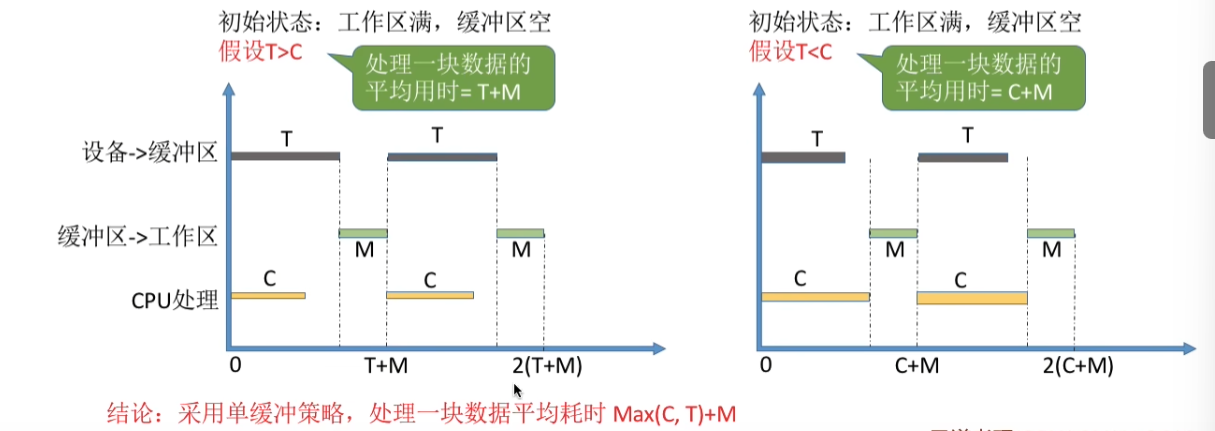 初始状态：工作区满，缓冲区空
假设T>C
处理一块数据的
平均用时= T+M
设备->缓冲区
T
T
缓冲区->工作区
M
M
CPU处理
C
C
0
T+M
2(T+M)
初始状态：工作区满，缓冲区空
假设T<C
处理一块数据的
平均用时= C+M
T
T
M
M
C
C
0
C+M
2(C+M)
结论：采用单缓冲策略，处理一块数据平均耗时 Max(C, T)+M